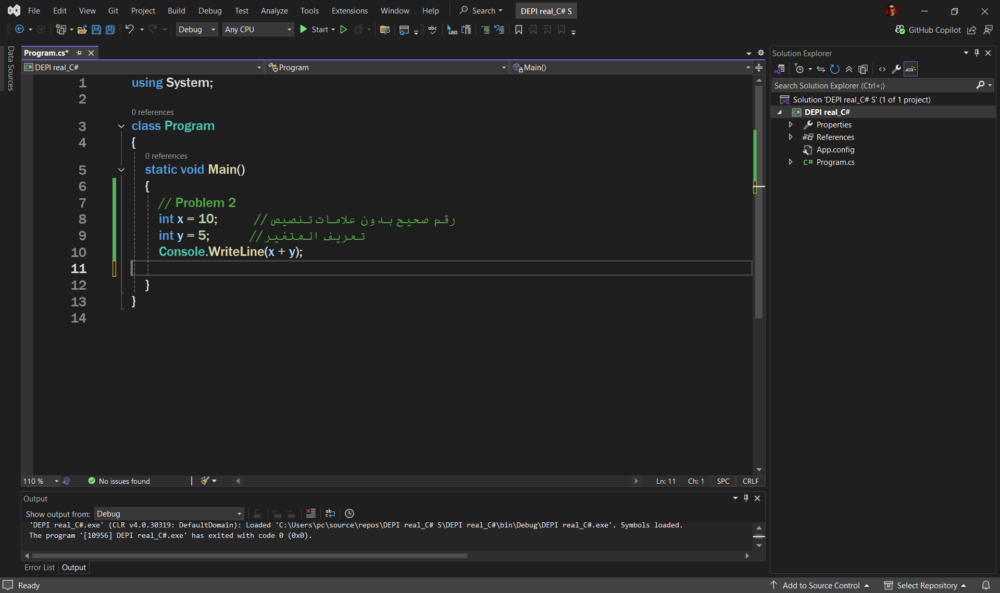 File Edit View Git Project Build Debug Test Analyze Tools Extensions Window Help Search DEPI real_C# S
Debug Any CPU Start GitHub Copilot
Data Sources
Program.cs*
DEPI real_C# Program Main()
1 using System;
2
0 references
3 class Program
4 {
0 references
5 static void Main()
6 {
7 // Problem 2
8 int x = 10; // رقم صحيح بدون علامات تنصيص
9 int y = 5; //تعريف المتغير
10 Console.WriteLine(x + y);
11
12 }
13 }
14
110 % No issues found Ln: 11 Ch: 1 SPC CRLF
Output
Show output from: Debug
'DEPI real_C#.exe' (CLR v4.0.30319: DefaultDomain): Loaded 'C:\Users\pc\source\repos\DEPI real_C# S\DEPI real_C#\bin\Debug\DEPI real_C#.exe'. Symbols loaded.
The program '[10956] DEPI real_C#.exe' has exited with code 0 (0x0).
Error List Output
Solution Explorer
Search Solution Explorer (Ctrl+;)
Solution 'DEPI real_C# S' (1 of 1 project)
DEPI real_C#
Properties
References
App.config
Program.cs
Ready Add to Source Control Select Repository